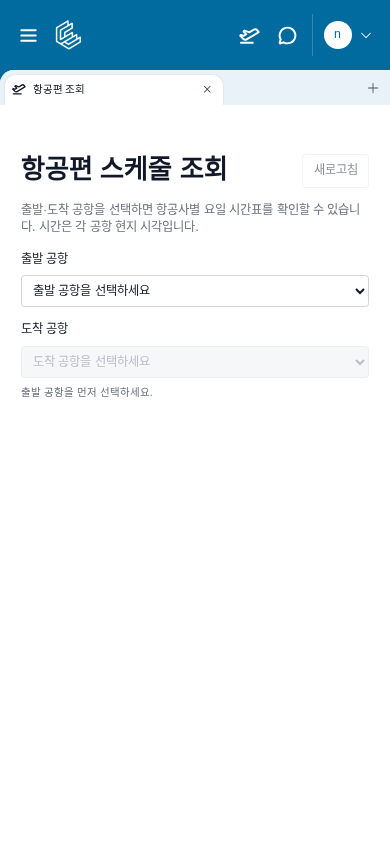 n
항공편 조회
항공편 스케줄 조회
새로고침
출발·도착 공항을 선택하면 항공사별 요일 시간표를 확인할 수 있습니
다. 시간은 각 공항 현지 시각입니다.
출발 공항
출발 공항을 선택하세요
도착 공항
도착 공항을 선택하세요
출발 공항을 먼저 선택하세요.